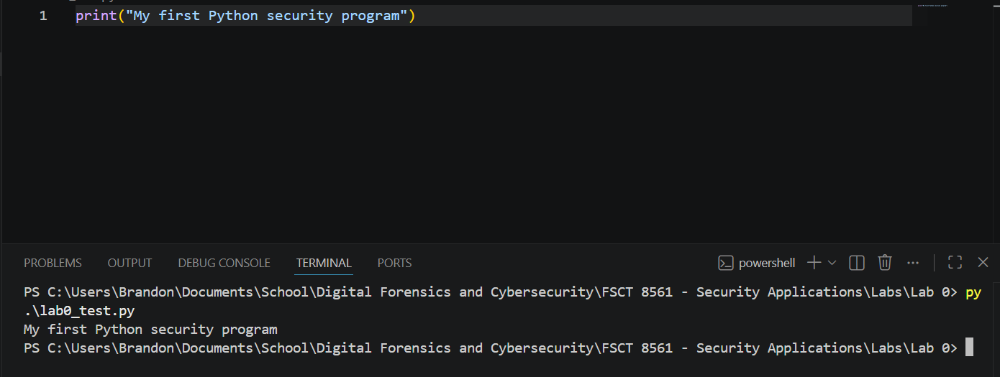 1 print("My first Python security program")
PROBLEMS OUTPUT DEBUG CONSOLE TERMINAL PORTS powershell
PS C:\Users\Brandon\Documents\School\Digital Forensics and Cybersecurity\FSCT 8561 - Security Applications\Labs\Lab 0> py
.\lab0_test.py
My first Python security program
PS C:\Users\Brandon\Documents\School\Digital Forensics and Cybersecurity\FSCT 8561 - Security Applications\Labs\Lab 0>